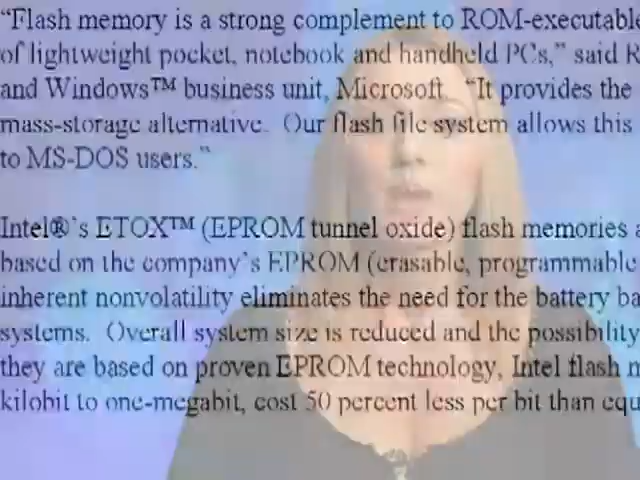 “Flash memory is a strong complement to ROM-executable
of lightweight pocket, notebook and handheld PCs,” said R
and Windows™ business unit, Microsoft. “It provides the
mass-storage alternative. Our flash file system allows this
to MS-DOS users.”
Intel®'s ETOX™ (EPROM tunnel oxide) flash memories a
based on the company's EPROM (erasable, programmable
inherent nonvolatility eliminates the need for the battery ba
systems. Overall system size is reduced and the possibility
they are based on proven EPROM technology, Intel flash m
kilobit to one-megabit, cost 50 percent less per bit than equ